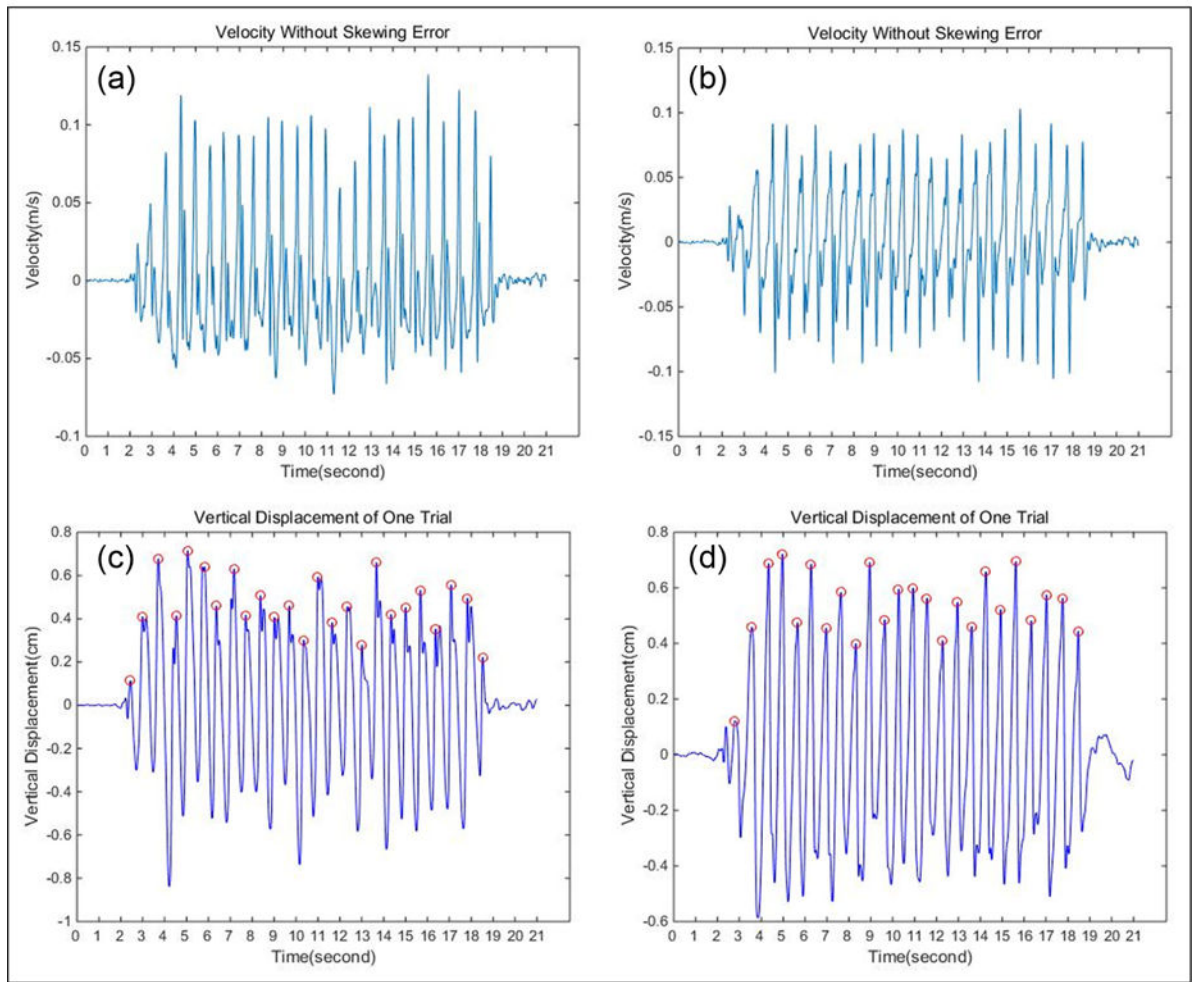 Velocity Without Skewing Error
(a)
0.15
0.1
0.05
0
-0.05
-0.1
Velocity(m/s)
0 1 2 3 4 5 6 7 8 9 10 11 12 13 14 15 16 17 18 19 20 21
Time(second)
Velocity Without Skewing Error
(b)
0.15
0.1
0.05
0
-0.05
-0.1
-0.15
Velocity(m/s)
0 1 2 3 4 5 6 7 8 9 10 11 12 13 14 15 16 17 18 19 20 21
Time(second)
Vertical Displacement of One Trial
(c)
0.8
0.6
0.4
0.2
0
-0.2
-0.4
-0.6
-0.8
-1
Vertical Displacement(cm)
0 1 2 3 4 5 6 7 8 9 10 11 12 13 14 15 16 17 18 19 20 21
Time(second)
Vertical Displacement of One Trial
(d)
0.8
0.6
0.4
0.2
0
-0.2
-0.4
-0.6
Vertical Displacement(cm)
0 1 2 3 4 5 6 7 8 9 10 11 12 13 14 15 16 17 18 19 20 21
Time(second)